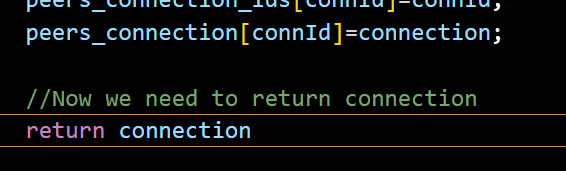 peers_connection_ids[connId]=connId;
peers_connection[connId]=connection;
//Now we need to return connection
return connection